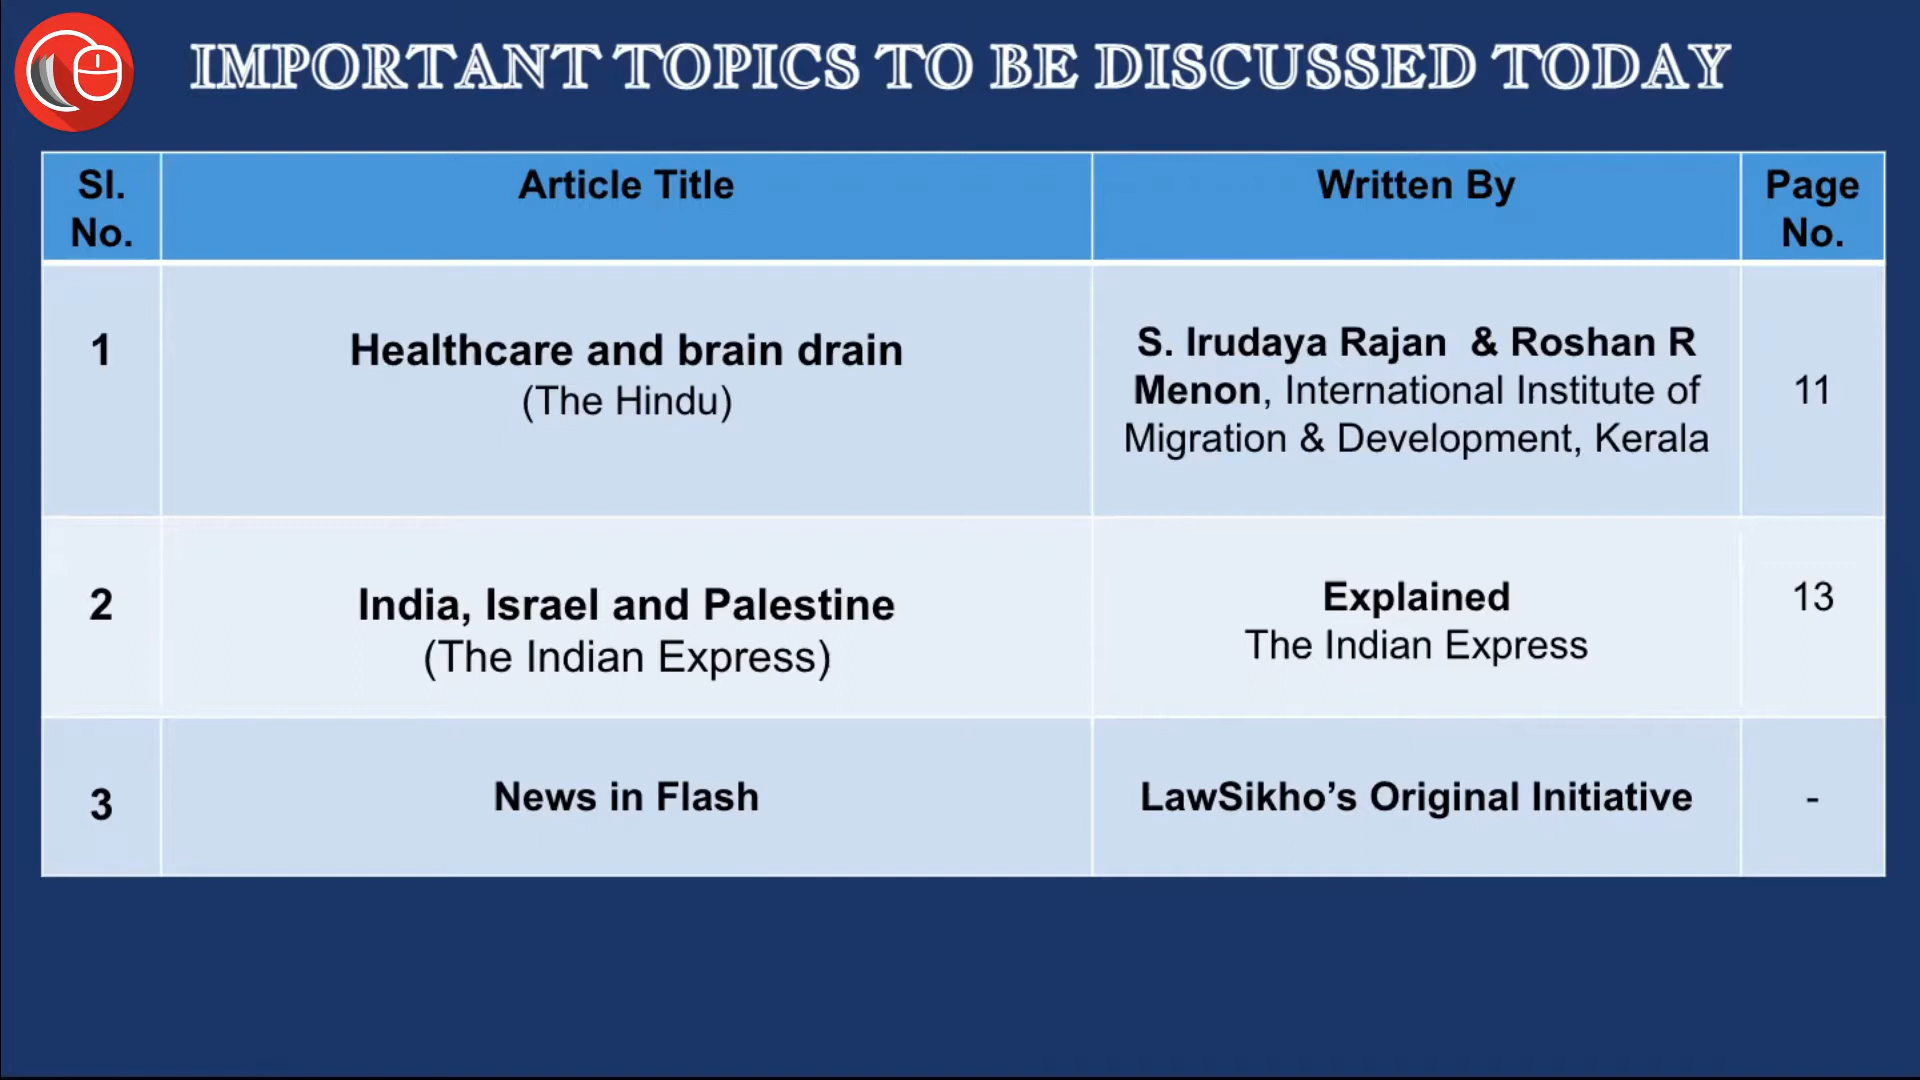 IMPORTANT TOPICS TO BE DISCUSSED TODAY
Sl. No.
Article Title
Written By
Page No.
1
Healthcare and brain drain
(The Hindu)
S. Irudaya Rajan & Roshan R
Menon, International Institute of
Migration & Development, Kerala
11
2
India, Israel and Palestine
(The Indian Express)
Explained
The Indian Express
13
3
News in Flash
LawSikho’s Original Initiative
-